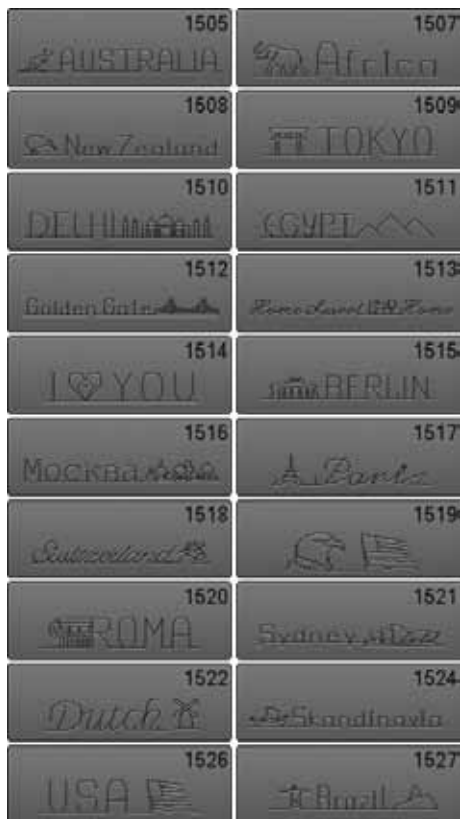 1505
AUSTRALIA
1507
Africa
1508
New Zealand
1509
TOKYO
1510
DELHI
1511
EGYPT
1512
Golden Gate
1513
Home Sweet Home
1514
I YOU
1515
BERLIN
1516
МОСКВА
1517
Paris
1518
Switzerland
1519
1520
ROMA
1521
Sydney
1522
Dutch
1524
Skandinavia
1526
USA
1527
Brazil